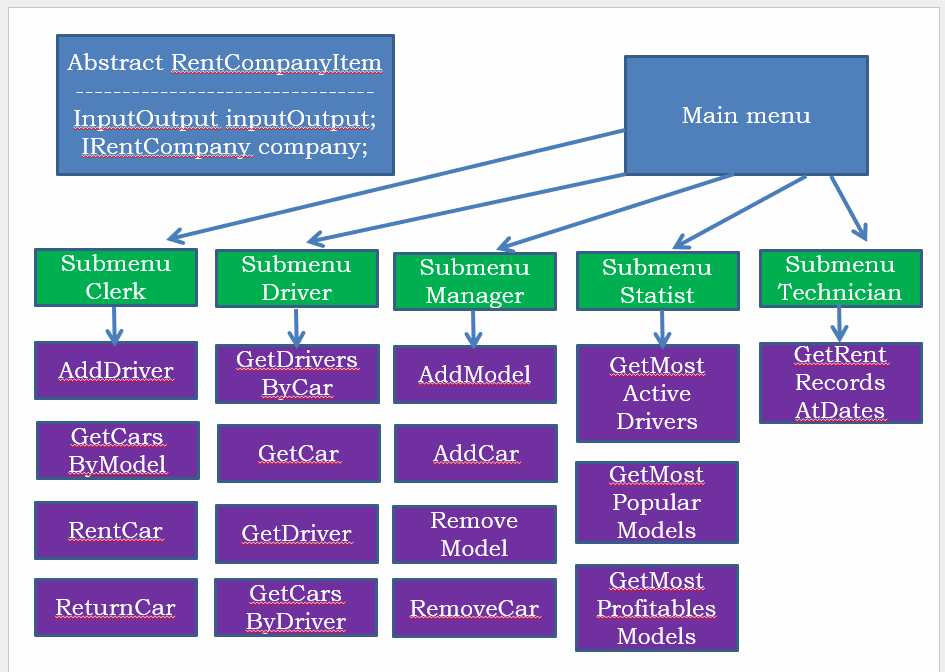 Abstract RentCompanyItem
--------------------------------
InputOutput inputOutput;
IRentCompany company;
Main menu
Submenu
Clerk
Submenu
Driver
Submenu
Manager
Submenu
Statist
Submenu
Technician
AddDriver
GetCars
ByModel
RentCar
ReturnCar
GetDrivers
ByCar
GetCar
GetDriver
GetCars
ByDriver
AddModel
AddCar
Remove
Model
RemoveCar
GetMost
Active
Drivers
GetMost
Popular
Models
GetMost
Profitables
Models
GetRent
Records
AtDates